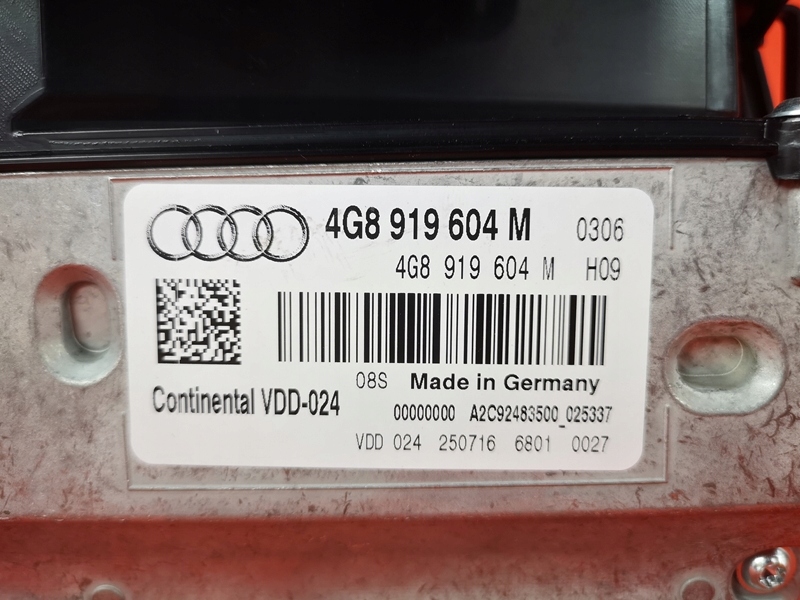 4G8 919 604 M 0306
4G8 919 604 M H09
08S Made in Germany
Continental VDD-024
00000000 A2C92483500_025337
VDD 024 250716 6801 0027